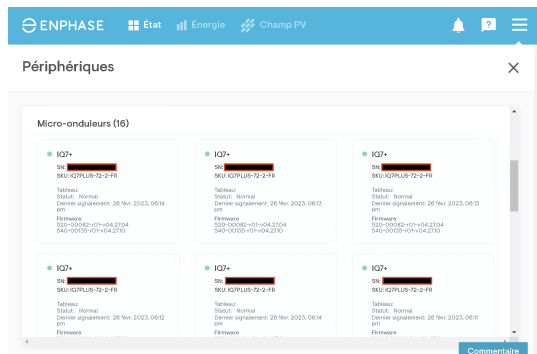 ENPHASE État Énergie Champ PV ?
Périphériques
Micro-onduleurs (16)
IQ7+ IQ7+ IQ7+
SN: SN: SN:
SKU: IQ7PLUS-72-2-FR SKU: IQ7PLUS-72-2-FR SKU: IQ7PLUS-72-2-FR
Tableau: Tableau: Tableau:
Statut: Normal Statut: Normal Statut: Normal
Dernier signalement: 26 févr. 2023, 06:14 Dernier signalement: 26 févr. 2023, 06:13 Dernier signalement: 26 févr. 2023, 06:13
pm pm pm
Firmware Firmware Firmware
520-00082-r01-v04.27.04 520-00082-r01-v04.27.04 520-00082-r01-v04.27.04
540-00135-r01-v04.27.10 540-00135-r01-v04.27.10 540-00135-r01-v04.27.10
IQ7+ IQ7+ IQ7+
SN: SN: SN:
SKU: IQ7PLUS-72-2-FR SKU: IQ7PLUS-72-2-FR SKU: IQ7PLUS-72-2-FR
Tableau: Tableau: Tableau:
Statut: Normal Statut: Normal Statut: Normal
Dernier signalement: 26 févr. 2023, 06:12 Dernier signalement: 26 févr. 2023, 06:14 Dernier signalement: 26 févr. 2023, 06:11
pm pm pm
Firmware Firmware Firmware
Commentaire